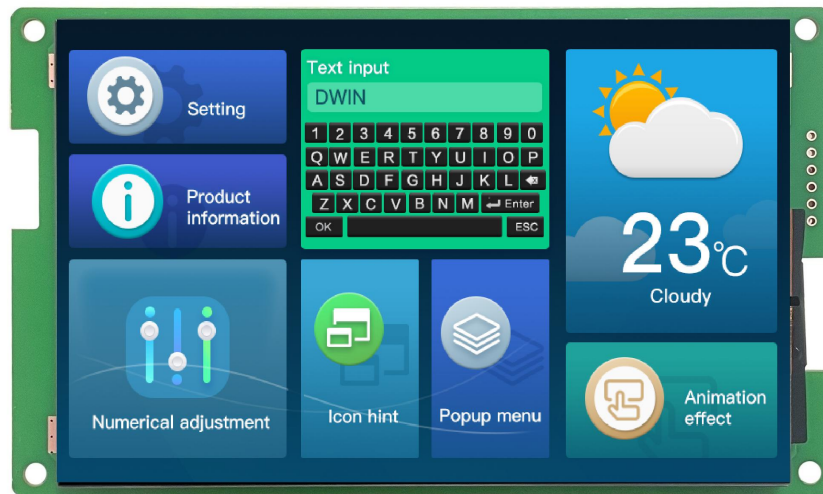 Setting
Product
information
Numerical adjustment
Text input
DWIN
1 2 3 4 5 6 7 8 9 0
Q W E R T Y U I O P
A S D F G H J K L
Z X C V B N M Enter
OK ESC
Icon hint
Popup menu
23℃
Cloudy
Animation
effect